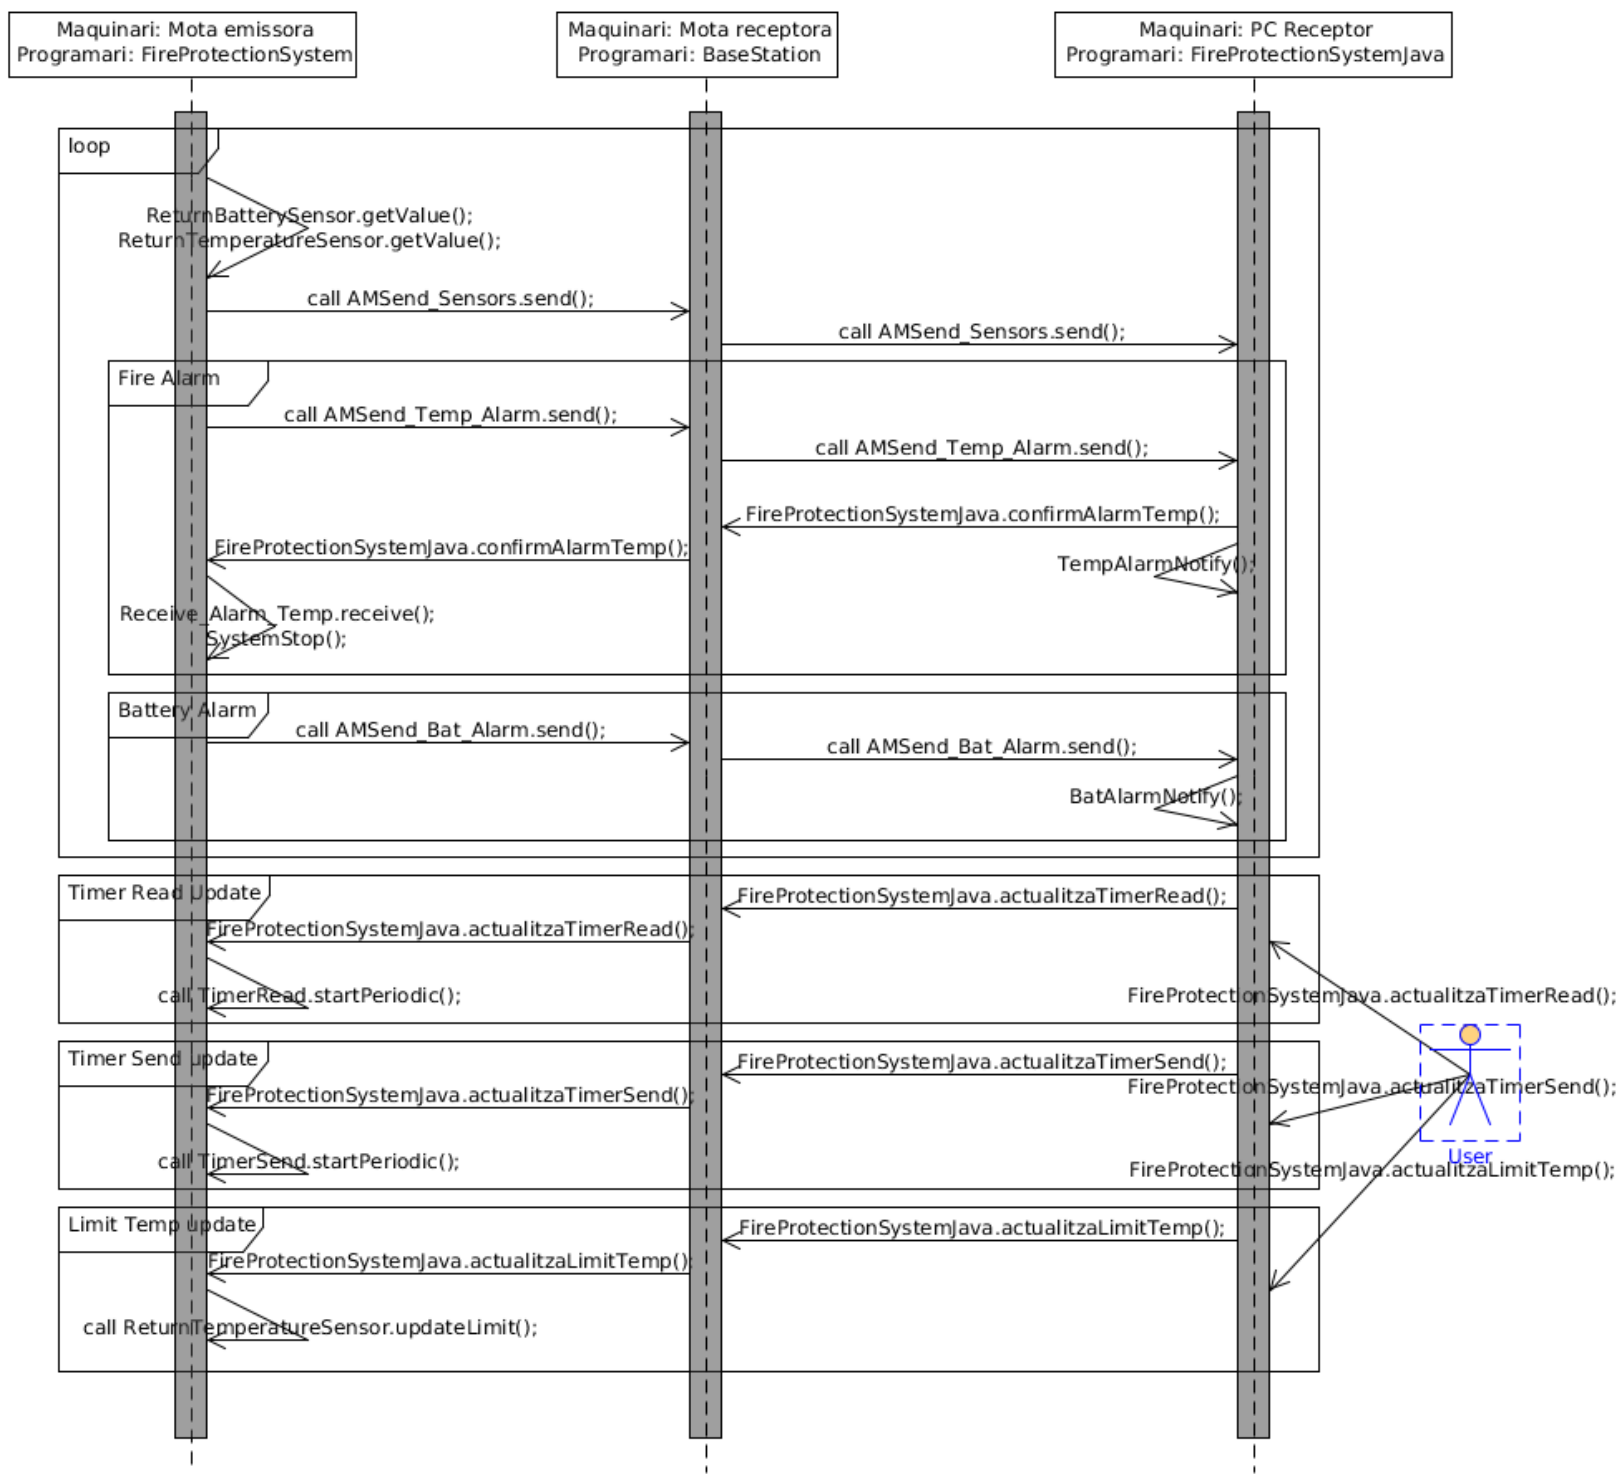 Maquinari: Mota emissora
Programari: FireProtectionSystem
Maquinari: Mota receptora
Programari: BaseStation
Maquinari: PC Receptor
Programari: FireProtectionSystemJava
loop
ReturnBatterySensor.getValue();
ReturnTemperatureSensor.getValue();
call AMSend_Sensors.send();
call AMSend_Sensors.send();
Fire Alarm
call AMSend_Temp_Alarm.send();
call AMSend_Temp_Alarm.send();
FireProtectionSystemJava.confirmAlarmTemp();
FireProtectionSystemJava.confirmAlarmTemp();
TempAlarmNotify();
Receive_Alarm_Temp.receive();
SystemStop();
Battery Alarm
call AMSend_Bat_Alarm.send();
call AMSend_Bat_Alarm.send();
BatAlarmNotify();
Timer Read Update
FireProtectionSystemJava.actualitzaTimerRead();
FireProtectionSystemJava.actualitzaTimerRead();
call TimerRead.startPeriodic();
FireProtectionSystemJava.actualitzaTimerRead();
Timer Send update
FireProtectionSystemJava.actualitzaTimerSend();
FireProtectionSystemJava.actualitzaTimerSend();
FireProtectionSystemJava.actualitzaTimerSend();
call TimerSend.startPeriodic();
User
FireProtectionSystemJava.actualitzaLimitTemp();
Limit Temp update
FireProtectionSystemJava.actualitzaLimitTemp();
FireProtectionSystemJava.actualitzaLimitTemp();
call ReturnTemperatureSensor.updateLimit();